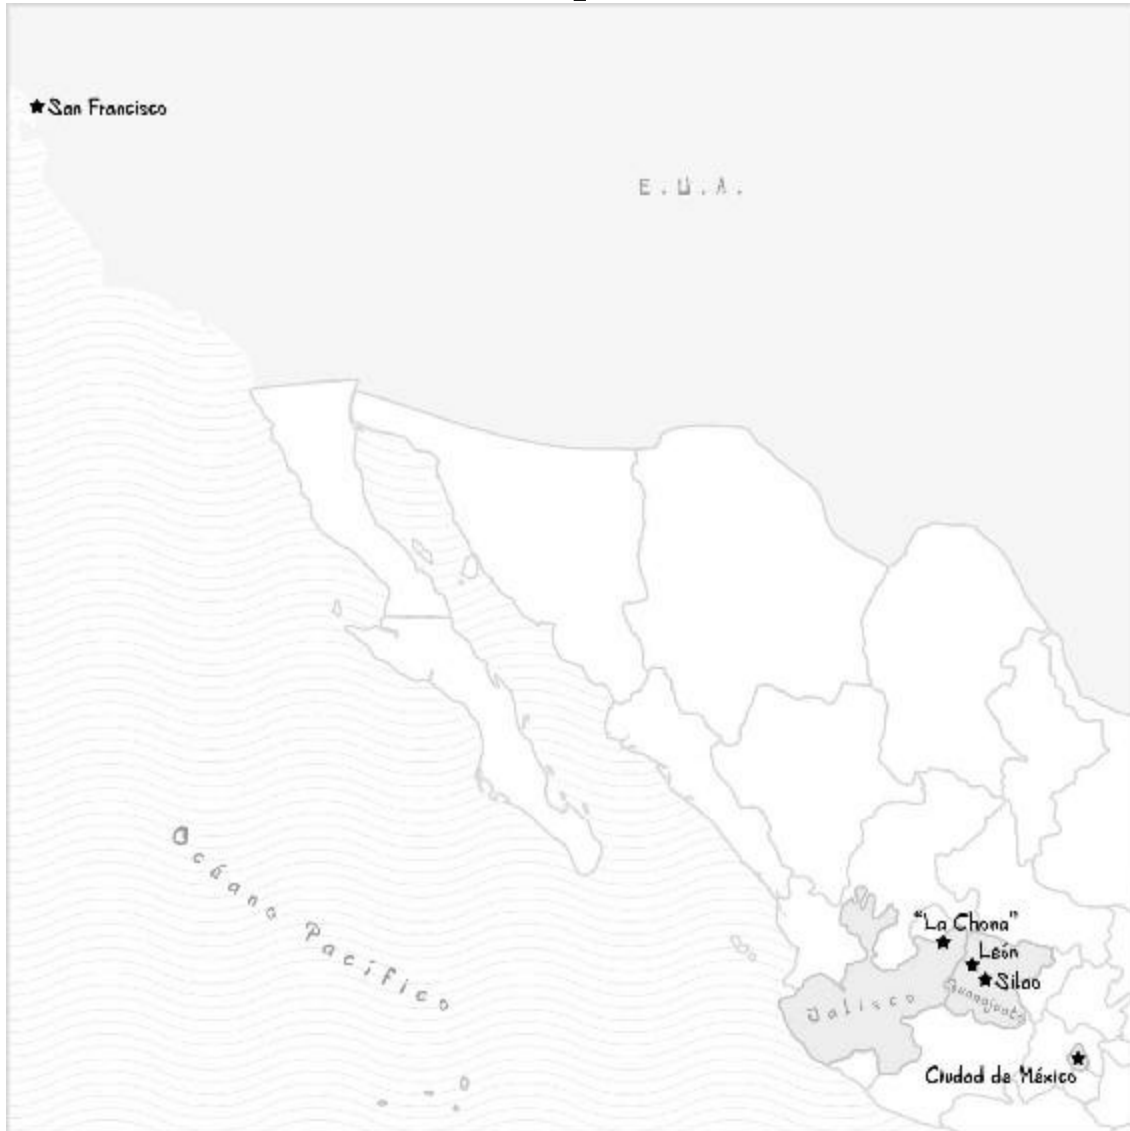 San Francisco
E.U.A.
Océano Pacífico
"La Chona"
León
Silao
Jalisco
Guanajuato
Ciudad de México